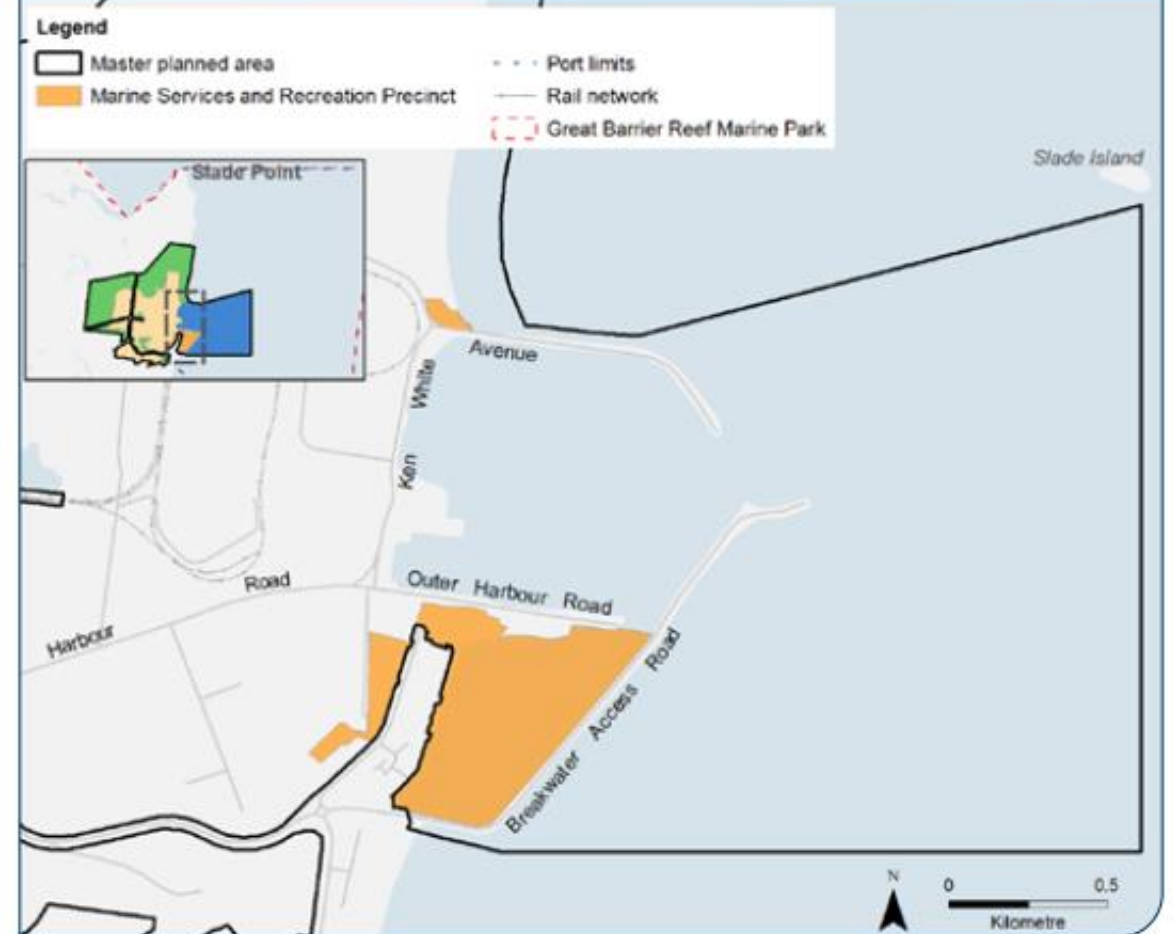 Legend
Master planned area
Port limits
Marine Services and Recreation Precinct
Rail network
Great Barrier Reef Marine Park
Slade Island
Slade Point
Avenue
White
Ken
Outer Harbour Road
Road
Harbour
Breakwater Access Road
N
0 0.5
Kilometre